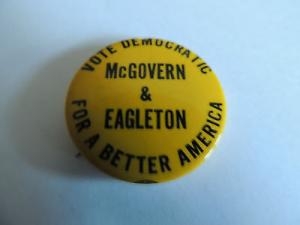 VOTE DEMOCRATIC
McGOVERN
&
EAGLETON
FOR A BETTER AMERICA